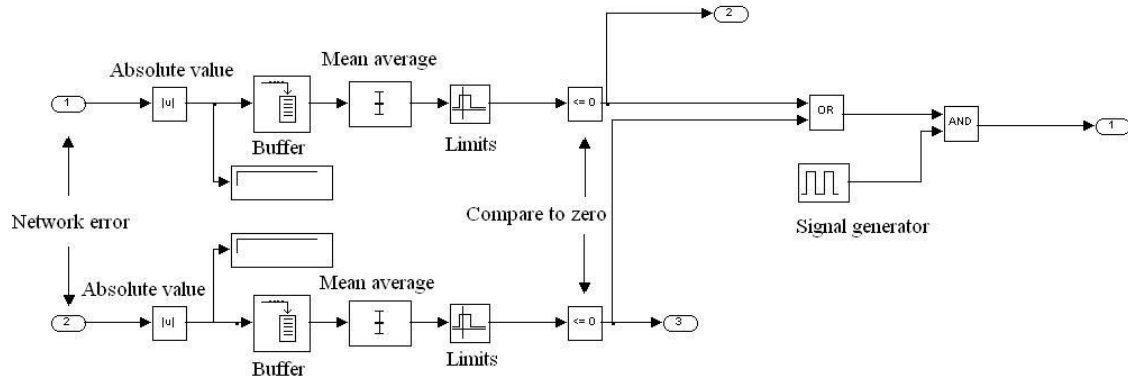 2
Mean average
Absolute value
1
|u|
<= 0
OR
AND
1
Buffer
Limits
Network error
Compare to zero
Signal generator
Absolute value
Mean average
2
|u|
<= 0
3
Buffer
Limits